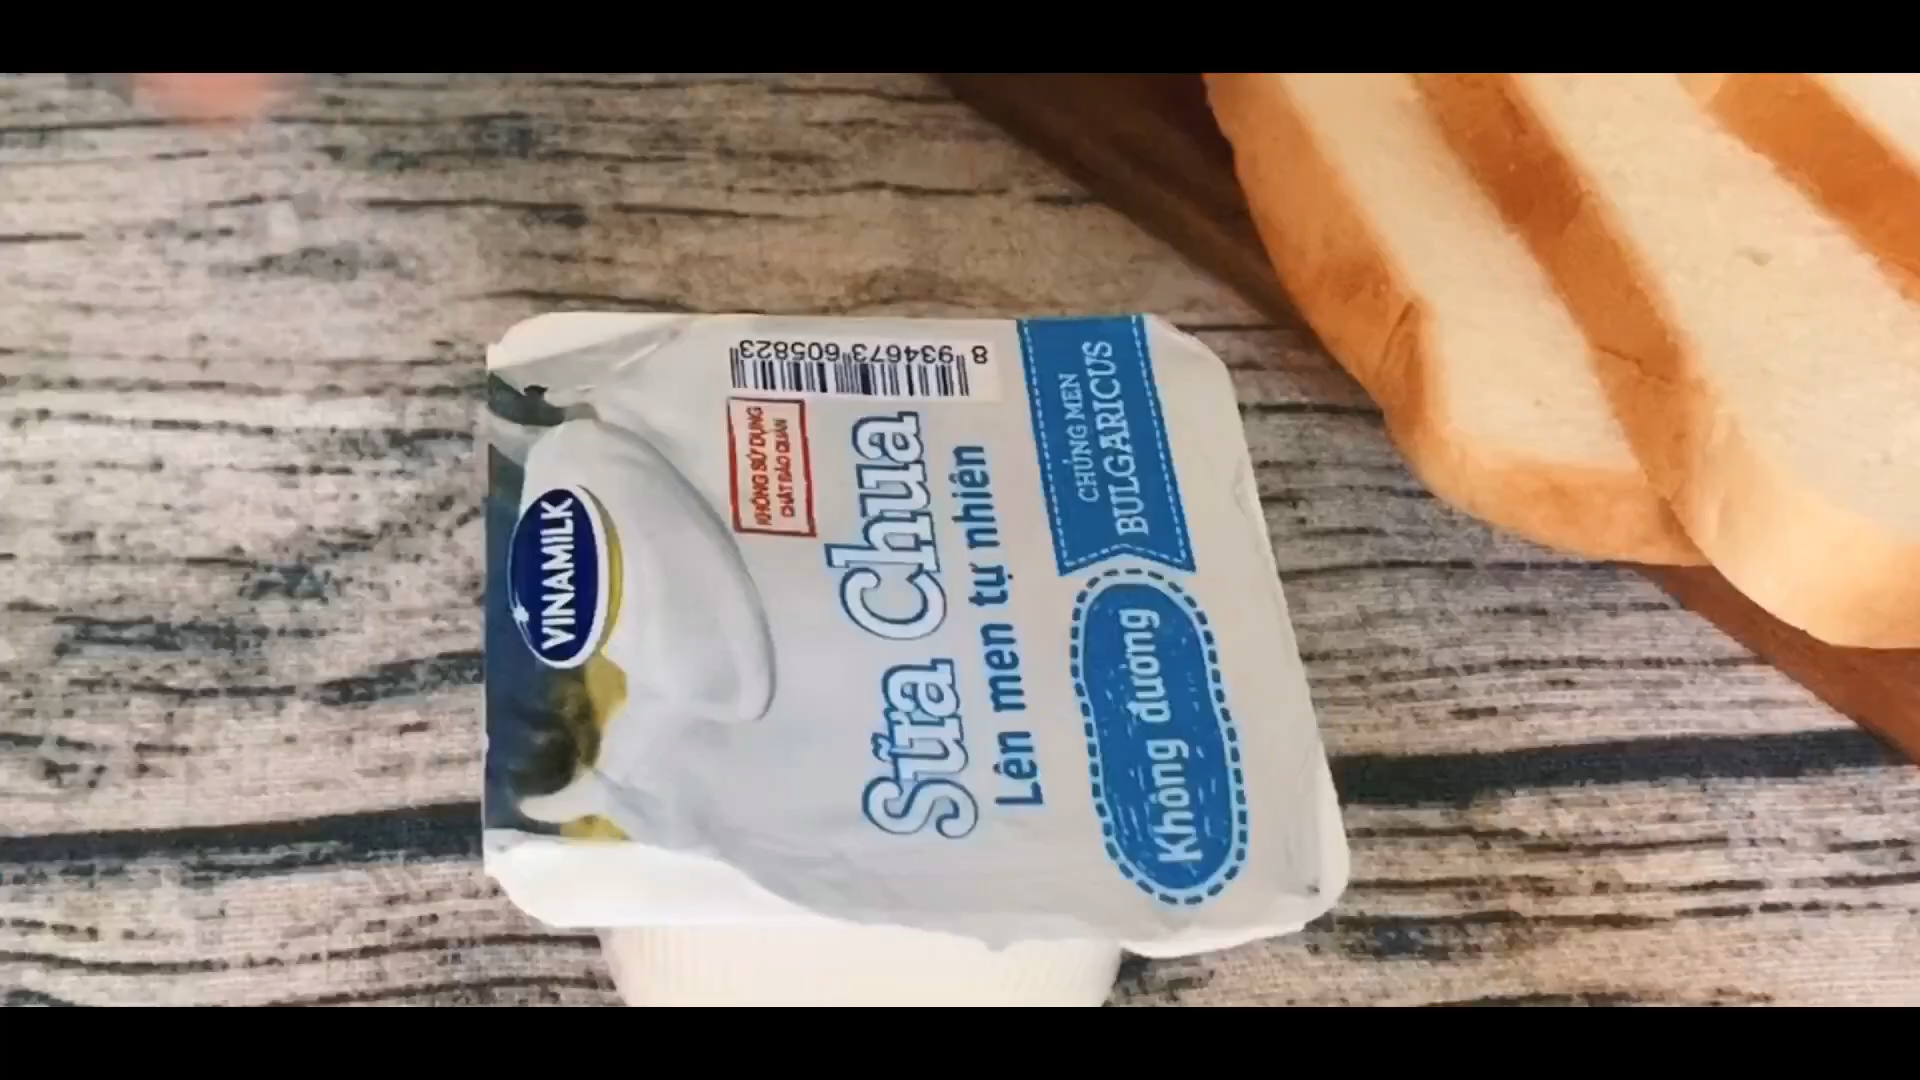 VINAMILK
8 934673 605823
KHÔNG SỬ DỤNG
CHẤT BẢO QUẢN
Sữa Chua
Lên men tự nhiên
CHỦNG MEN
BULGARICUS
Không đường